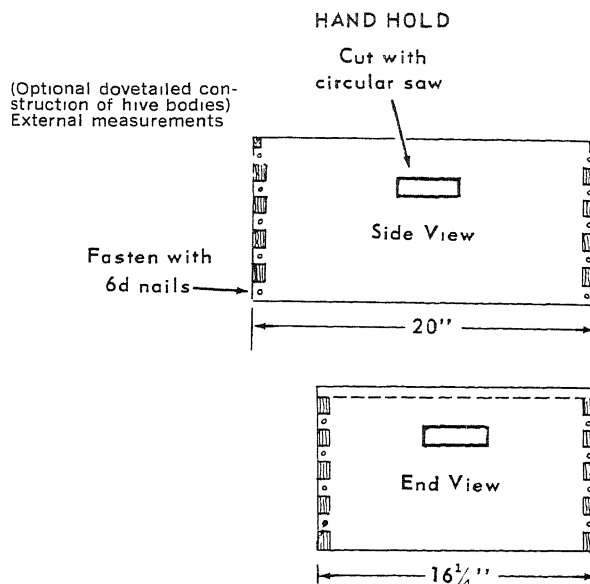 HAND HOLD
Cut with
circular saw
(Optional dovetailed con-
struction of hive bodies)
External measurements
Side View
Fasten with
6d nails
20"
End View
16¼"